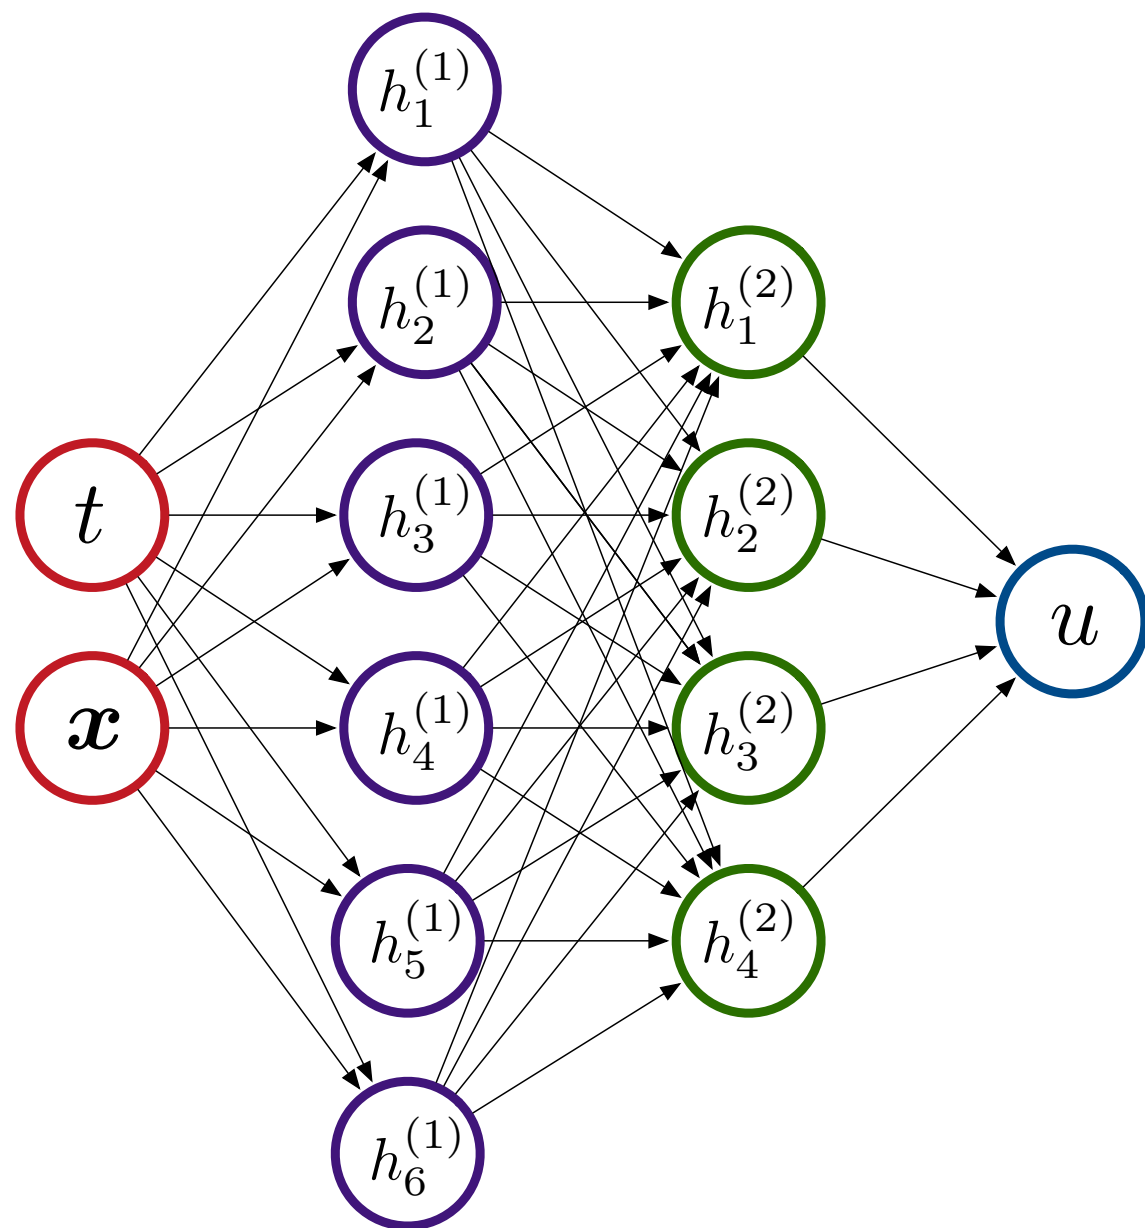 t
x
h_1^{(1)}
h_2^{(1)}
h_3^{(1)}
h_4^{(1)}
h_5^{(1)}
h_6^{(1)}
h_1^{(2)}
h_2^{(2)}
h_3^{(2)}
h_4^{(2)}
u